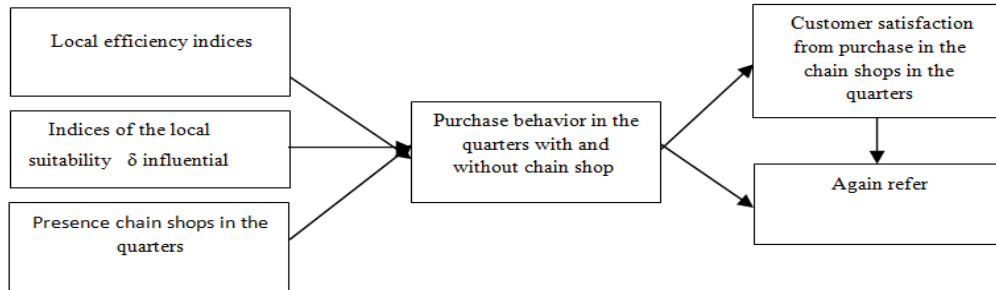 Local efficiency indices
Indices of the local
suitability δ influential
Presence chain shops in the
quarters
Purchase behavior in the
quarters with and
without chain shop
Customer satisfaction
from purchase in the
chain shops in the
quarters
Again refer